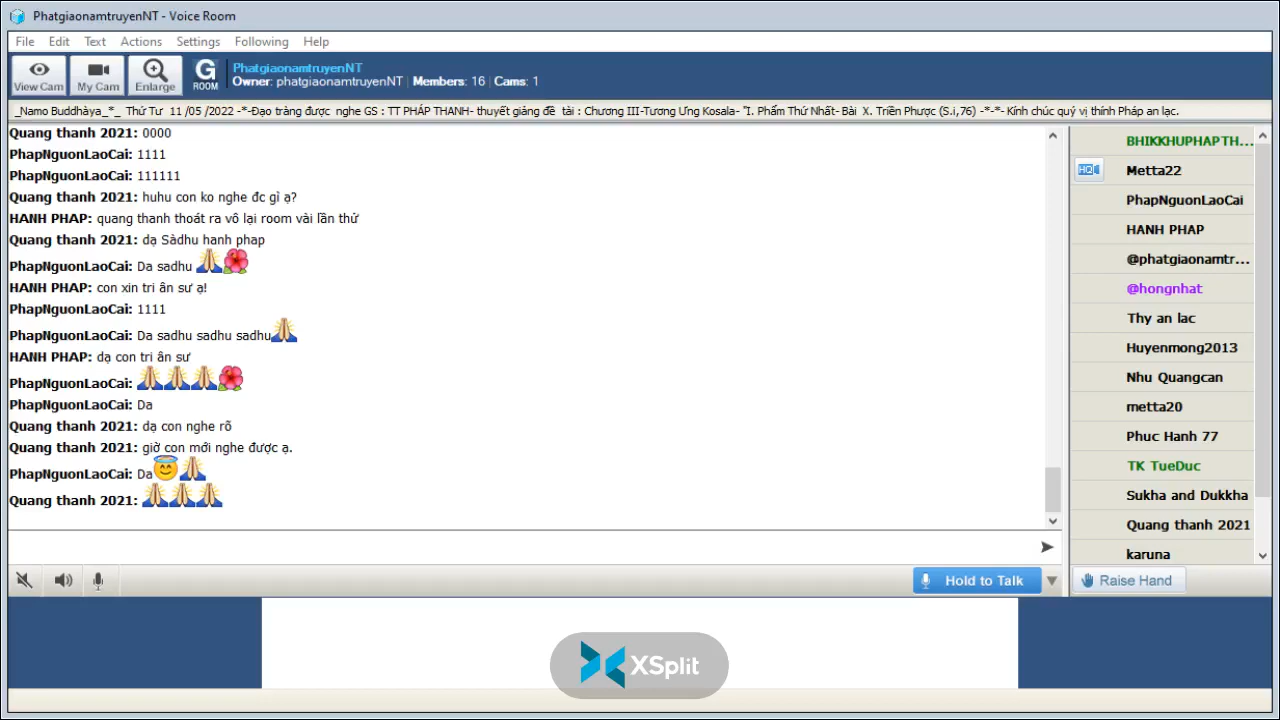 PhatgiaonamtruyenNT - Voice Room
File Edit Text Actions Settings Following Help
View Cam My Cam Enlarge G ROOM
PhatgiaonamtruyenNT
Owner: phatgiaonamtruyenNT Members: 16 Cams: 1
_Namo Buddhàya_*_ Thứ Tư 11 /05 /2022 -*-Đạo tràng được nghe GS : TT PHÁP THANH- thuyết giảng đề tài : Chương III-Tương Ưng Kosala- "I. Phẩm Thứ Nhất- Bài X. Triền Phược (S.i,76) -*-*- Kính chúc quý vị thính Pháp an lạc.
Quang thanh 2021: 0000
PhapNguonLaoCai: 1111
PhapNguonLaoCai: 111111
Quang thanh 2021: huhu con ko nghe đc gì ạ?
HANH PHAP: quang thanh thoát ra vô lại room vài lần thử
Quang thanh 2021: dạ Sàdhu hanh phap
PhapNguonLaoCai: Da sadhu 🙏🌺
HANH PHAP: con xin tri ân sư ạ!
PhapNguonLaoCai: 1111
PhapNguonLaoCai: Da sadhu sadhu sadhu🙏
HANH PHAP: dạ con tri ân sư
PhapNguonLaoCai: 🙏🙏🙏🌺
PhapNguonLaoCai: Da
Quang thanh 2021: dạ con nghe rõ
Quang thanh 2021: giờ con mới nghe được ạ.
PhapNguonLaoCai: Da😇🙏
Quang thanh 2021: 🙏🙏🙏
BHIKKHUPHAPTH...
HQ Metta22
PhapNguonLaoCai
HANH PHAP
@phatgiaonamtr...
@hongnhat
Thy an lac
Huyenmong2013
Nhu Quangcan
metta20
Phuc Hanh 77
TK TueDuc
Sukha and Dukkha
Quang thanh 2021
karuna
Hold to Talk
Raise Hand
XSplit